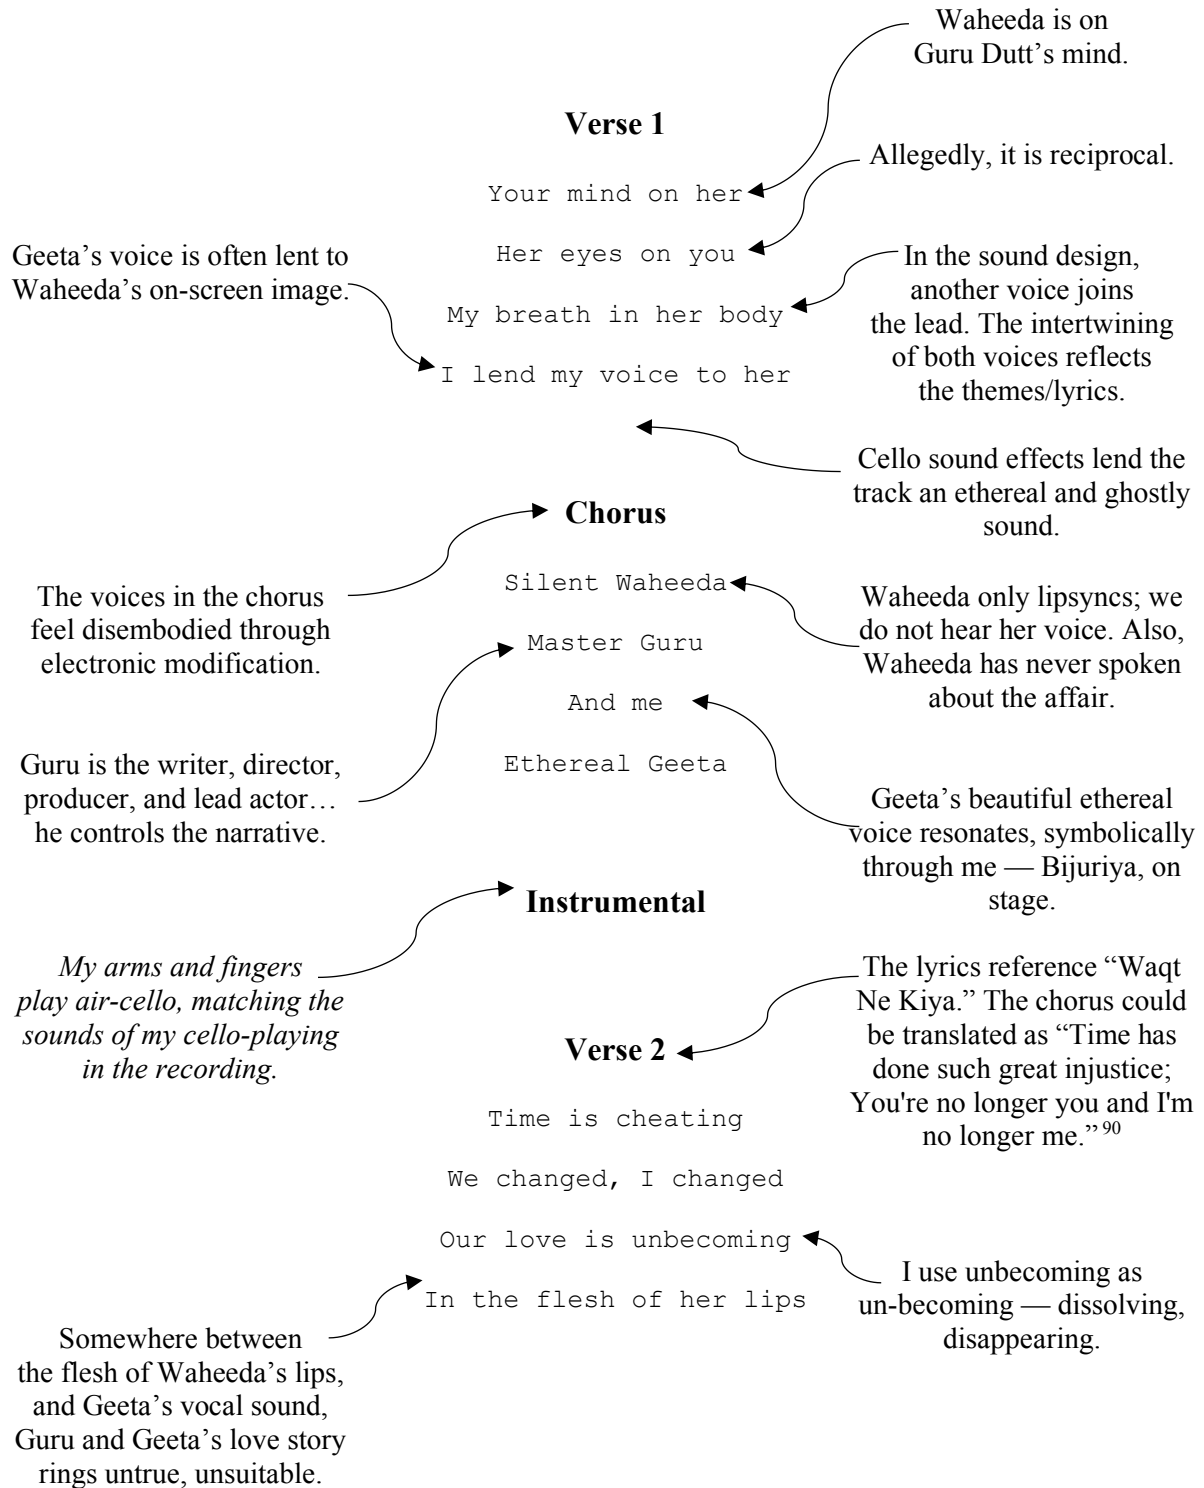 Waheeda is on
Guru Dutt’s mind.
Verse 1
Allegedly, it is reciprocal.
Your mind on her
Her eyes on you
Geeta’s voice is often lent to
Waheeda’s on-screen image.
In the sound design,
another voice joins
the lead. The intertwining
of both voices reflects
the themes/lyrics.
My breath in her body
I lend my voice to her
Cello sound effects lend the
track an ethereal and ghostly
sound.
Chorus
The voices in the chorus
feel disembodied through
electronic modification.
Silent Waheeda
Waheeda only lipsyncs; we
do not hear her voice. Also,
Waheeda has never spoken
about the affair.
Master Guru
And me
Ethereal Geeta
Guru is the writer, director,
producer, and lead actor…
he controls the narrative.
Geeta’s beautiful ethereal
voice resonates, symbolically
through me — Bijuriya, on
stage.
Instrumental
My arms and fingers
play air-cello, matching the
sounds of my cello-playing
in the recording.
The lyrics reference “Waqt
Ne Kiya.” The chorus could
be translated as “Time has
done such great injustice;
You're no longer you and I'm
no longer me.” 90
Verse 2
Time is cheating
We changed, I changed
Our love is unbecoming
I use unbecoming as
un-becoming — dissolving,
disappearing.
In the flesh of her lips
Somewhere between
the flesh of Waheeda’s lips,
and Geeta’s vocal sound,
Guru and Geeta’s love story
rings untrue, unsuitable.